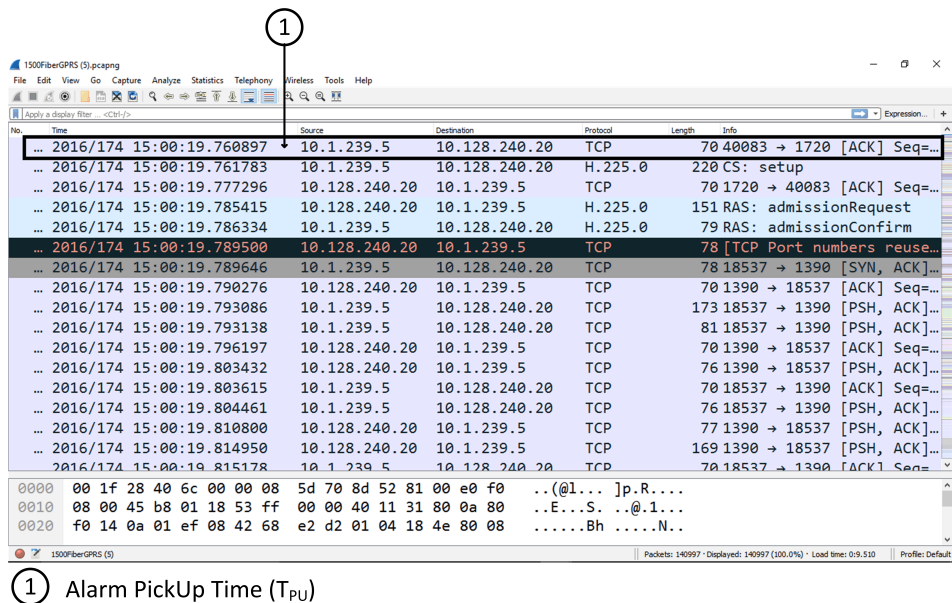 1
1500FiberGPRS (5).pcapng
File Edit View Go Capture Analyze Statistics Telephony Wireless Tools Help
Apply a display filter ... <Ctrl-/> Expression... +
No. Time Source Destination Protocol Length Info
... 2016/174 15:00:19.760897 10.1.239.5 10.128.240.20 TCP 70 40083 → 1720 [ACK] Seq=...
... 2016/174 15:00:19.761783 10.1.239.5 10.128.240.20 H.225.0 220 CS: setup
... 2016/174 15:00:19.777296 10.128.240.20 10.1.239.5 TCP 70 1720 → 40083 [ACK] Seq=...
... 2016/174 15:00:19.785415 10.128.240.20 10.1.239.5 H.225.0 151 RAS: admissionRequest
... 2016/174 15:00:19.786334 10.1.239.5 10.128.240.20 H.225.0 79 RAS: admissionConfirm
... 2016/174 15:00:19.789500 10.128.240.20 10.1.239.5 TCP 78 [TCP Port numbers reuse...
... 2016/174 15:00:19.789646 10.1.239.5 10.128.240.20 TCP 78 18537 → 1390 [SYN, ACK]...
... 2016/174 15:00:19.790276 10.128.240.20 10.1.239.5 TCP 70 1390 → 18537 [ACK] Seq=...
... 2016/174 15:00:19.793086 10.1.239.5 10.128.240.20 TCP 173 18537 → 1390 [PSH, ACK]...
... 2016/174 15:00:19.793138 10.1.239.5 10.128.240.20 TCP 81 18537 → 1390 [PSH, ACK]...
... 2016/174 15:00:19.796197 10.128.240.20 10.1.239.5 TCP 70 1390 → 18537 [ACK] Seq=...
... 2016/174 15:00:19.803432 10.128.240.20 10.1.239.5 TCP 76 1390 → 18537 [PSH, ACK]...
... 2016/174 15:00:19.803615 10.1.239.5 10.128.240.20 TCP 70 18537 → 1390 [ACK] Seq=...
... 2016/174 15:00:19.804461 10.1.239.5 10.128.240.20 TCP 76 18537 → 1390 [PSH, ACK]...
... 2016/174 15:00:19.810800 10.128.240.20 10.1.239.5 TCP 77 1390 → 18537 [PSH, ACK]...
... 2016/174 15:00:19.814950 10.128.240.20 10.1.239.5 TCP 169 1390 → 18537 [PSH, ACK]...
2016/174 15:00:19.815178 10.1.239.5 10.128.240.20 TCP 70 18537 → 1390 [ACK] Seq=
0000 00 1f 28 40 6c 00 00 08 5d 70 8d 52 81 00 e0 f0 ..(@l... ]p.R....
0010 08 00 45 b8 01 18 53 ff 00 00 40 11 31 80 0a 80 ..E...S. ..@.1...
0020 f0 14 0a 01 ef 08 42 68 e2 d2 01 04 18 4e 80 08 ......Bh .....N..
1500FiberGPRS (5) Packets: 140997 · Displayed: 140997 (100.0%) · Load time: 0:9.510 Profile: Default
1 Alarm PickUp Time (TPU)